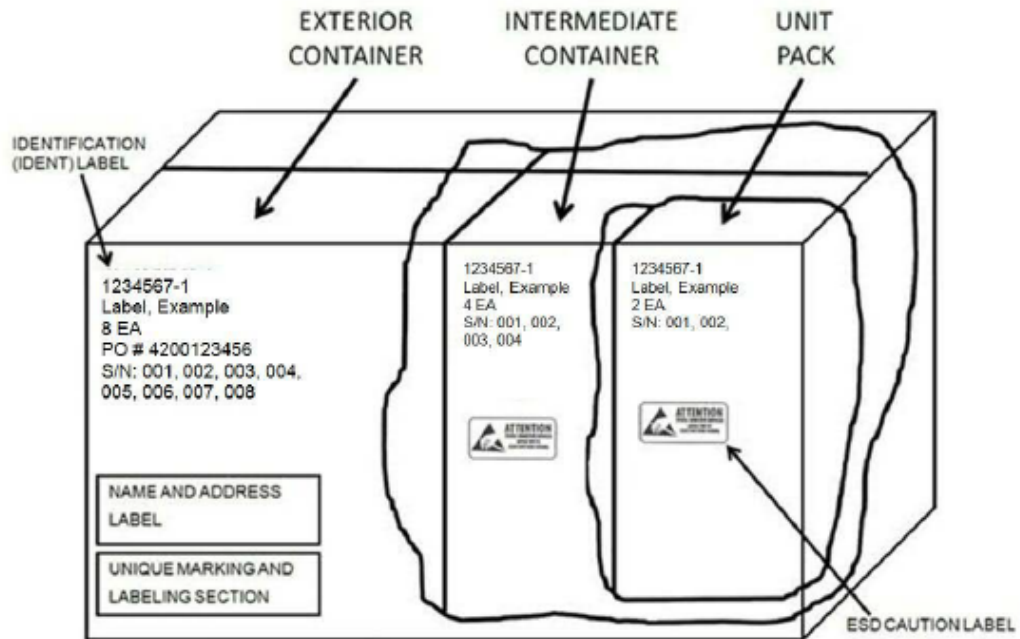 EXTERIOR
CONTAINER
INTERMEDIATE
CONTAINER
UNIT
PACK
IDENTIFICATION
(IDENT) LABEL
1234567-1
Label, Example
8 EA
PO # 4200123456
S/N: 001, 002, 003, 004,
005, 006, 007, 008
1234567-1
Label, Example
4 EA
S/N: 001, 002,
003, 004
1234567-1
Label, Example
2 EA
S/N: 001, 002,
ATTENTION
ATTENTION
NAME AND ADDRESS
LABEL
UNIQUE MARKING AND
LABELING SECTION
ESD CAUTION LABEL